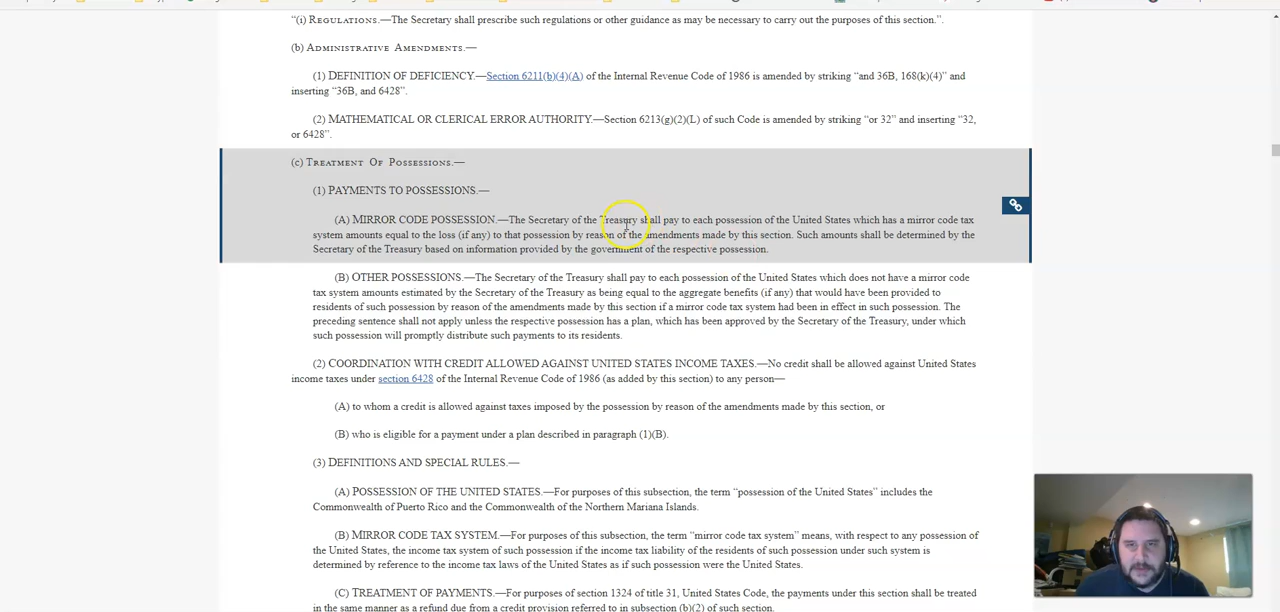 “(i) REGULATIONS.—The Secretary shall prescribe such regulations or other guidance as may be necessary to carry out the purposes of this section.”.
(b) ADMINISTRATIVE AMENDMENTS.—
(1) DEFINITION OF DEFICIENCY.—Section 6211(b)(4)(A) of the Internal Revenue Code of 1986 is amended by striking “and 36B, 168(k)(4)” and
inserting “36B, and 6428”.
(2) MATHEMATICAL OR CLERICAL ERROR AUTHORITY.—Section 6213(g)(2)(L) of such Code is amended by striking “or 32” and inserting “32,
or 6428”.
(c) TREATMENT OF POSSESSIONS.—
(1) PAYMENTS TO POSSESSIONS.—
(A) MIRROR CODE POSSESSION.—The Secretary of the Treasury shall pay to each possession of the United States which has a mirror code tax
system amounts equal to the loss (if any) to that possession by reason of the amendments made by this section. Such amounts shall be determined by the
Secretary of the Treasury based on information provided by the government of the respective possession.
(B) OTHER POSSESSIONS.—The Secretary of the Treasury shall pay to each possession of the United States which does not have a mirror code
tax system amounts estimated by the Secretary of the Treasury as being equal to the aggregate benefits (if any) that would have been provided to
residents of such possession by reason of the amendments made by this section if a mirror code tax system had been in effect in such possession. The
preceding sentence shall not apply unless the respective possession has a plan, which has been approved by the Secretary of the Treasury, under which
such possession will promptly distribute such payments to its residents.
(2) COORDINATION WITH CREDIT ALLOWED AGAINST UNITED STATES INCOME TAXES.—No credit shall be allowed against United States
income taxes under section 6428 of the Internal Revenue Code of 1986 (as added by this section) to any person—
(A) to whom a credit is allowed against taxes imposed by the possession by reason of the amendments made by this section, or
(B) who is eligible for a payment under a plan described in paragraph (1)(B).
(3) DEFINITIONS AND SPECIAL RULES.—
(A) POSSESSION OF THE UNITED STATES.—For purposes of this subsection, the term “possession of the United States” includes the
Commonwealth of Puerto Rico and the Commonwealth of the Northern Mariana Islands.
(B) MIRROR CODE TAX SYSTEM.—For purposes of this subsection, the term “mirror code tax system” means, with respect to any possession of
the United States, the income tax system of such possession if the income tax liability of the residents of such possession under such system is
determined by reference to the income tax laws of the United States as if such possession were the United States.
(C) TREATMENT OF PAYMENTS.—For purposes of section 1324 of title 31, United States Code, the payments under this section shall be treated
in the same manner as a refund due from a credit provision referred to in subsection (b)(2) of such section.